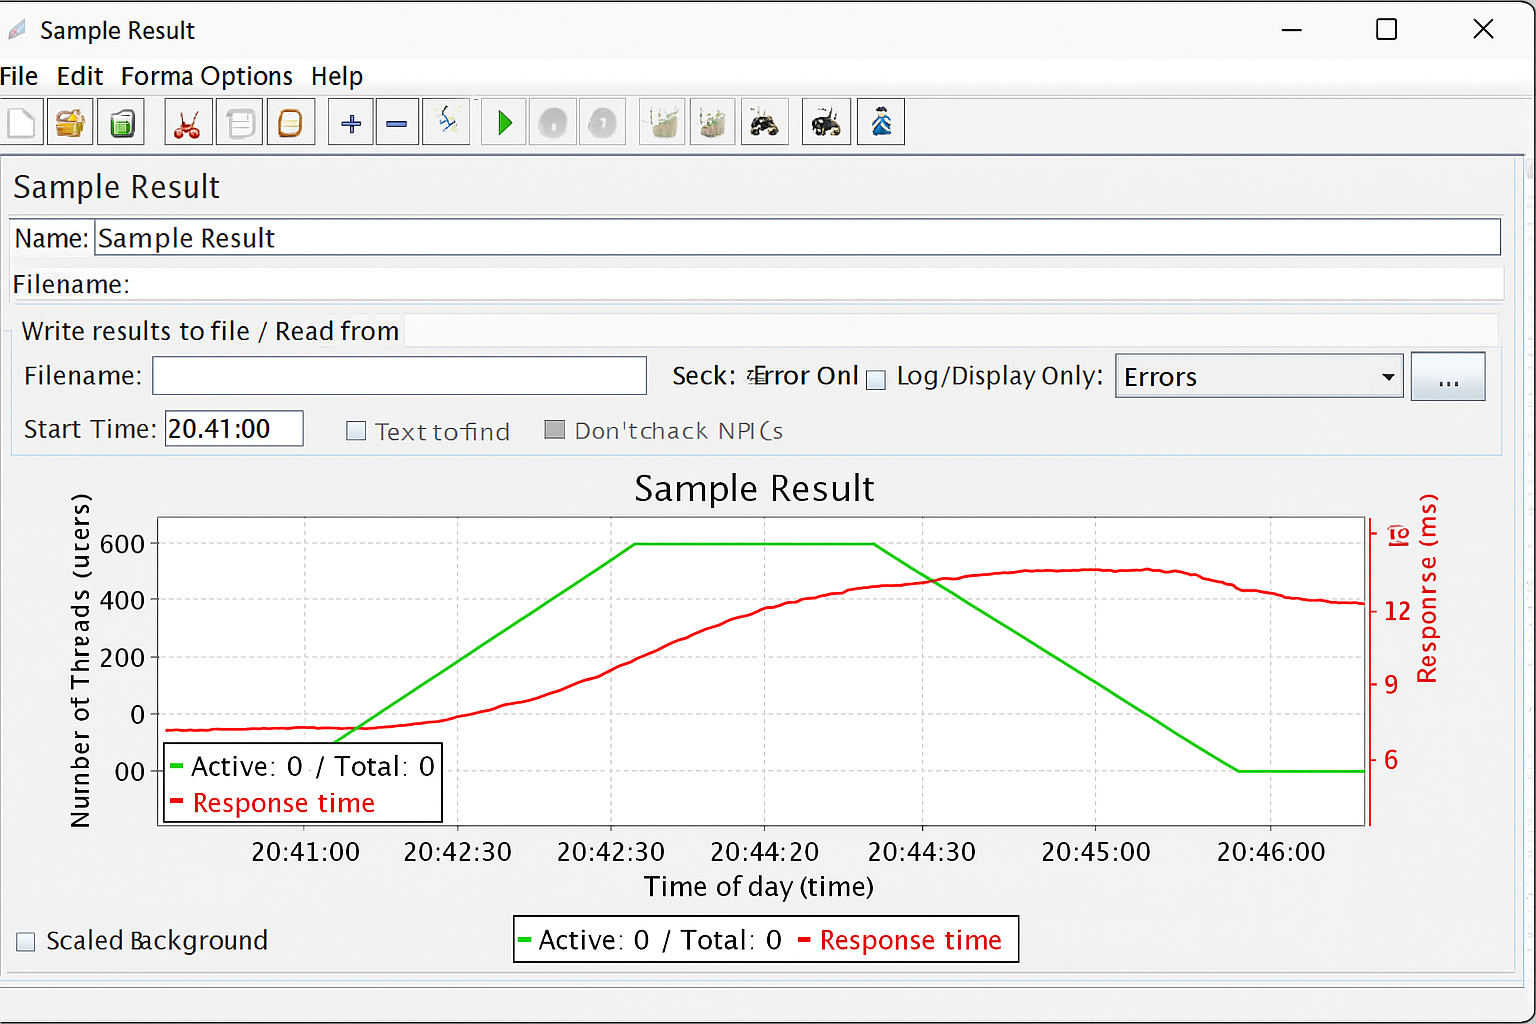 Sample Result
File Edit Forma Options Help
Sample Result
Name: Sample Result
Filename:
Write results to file / Read from
Filename: Seck: Error Onl Log/Display Only: Errors ...
Start Time: 20.41:00 Text to find Don'tchack NPI(s
Sample Result
Number of Threads (uters)
600
400
200
0
00
12
9
6
Responrse (ms)
20:41:00 20:42:30 20:42:30 20:44:20 20:44:30 20:45:00 20:46:00
Time of day (time)
Active: 0 / Total: 0
Response time
Scaled Background
Active: 0 / Total: 0 Response time